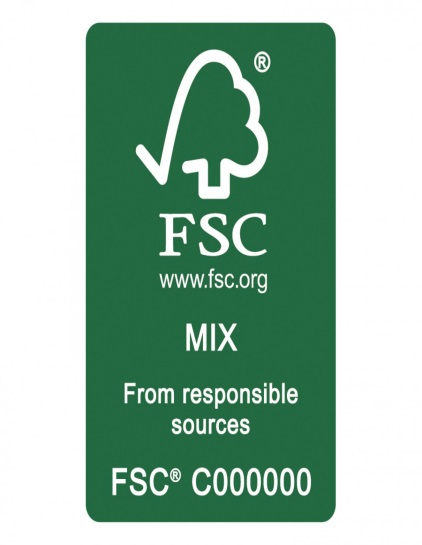 ®
FSC
www.fsc.org
MIX
From responsible
sources
FSC® C000000